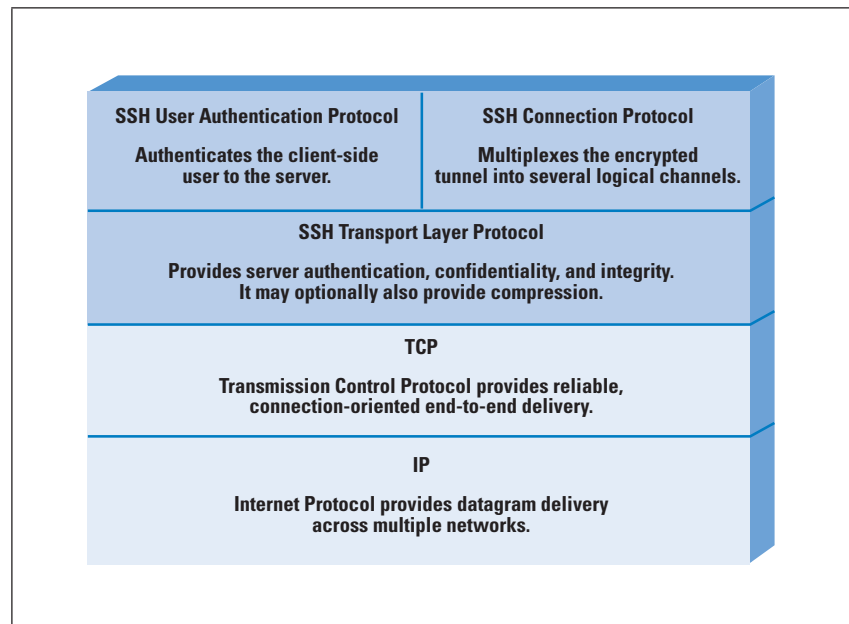 SSH User Authentication Protocol
Authenticates the client-side
user to the server.
SSH Connection Protocol
Multiplexes the encrypted
tunnel into several logical channels.
SSH Transport Layer Protocol
Provides server authentication, confidentiality, and integrity.
It may optionally also provide compression.
TCP
Transmission Control Protocol provides reliable,
connection-oriented end-to-end delivery.
IP
Internet Protocol provides datagram delivery
across multiple networks.